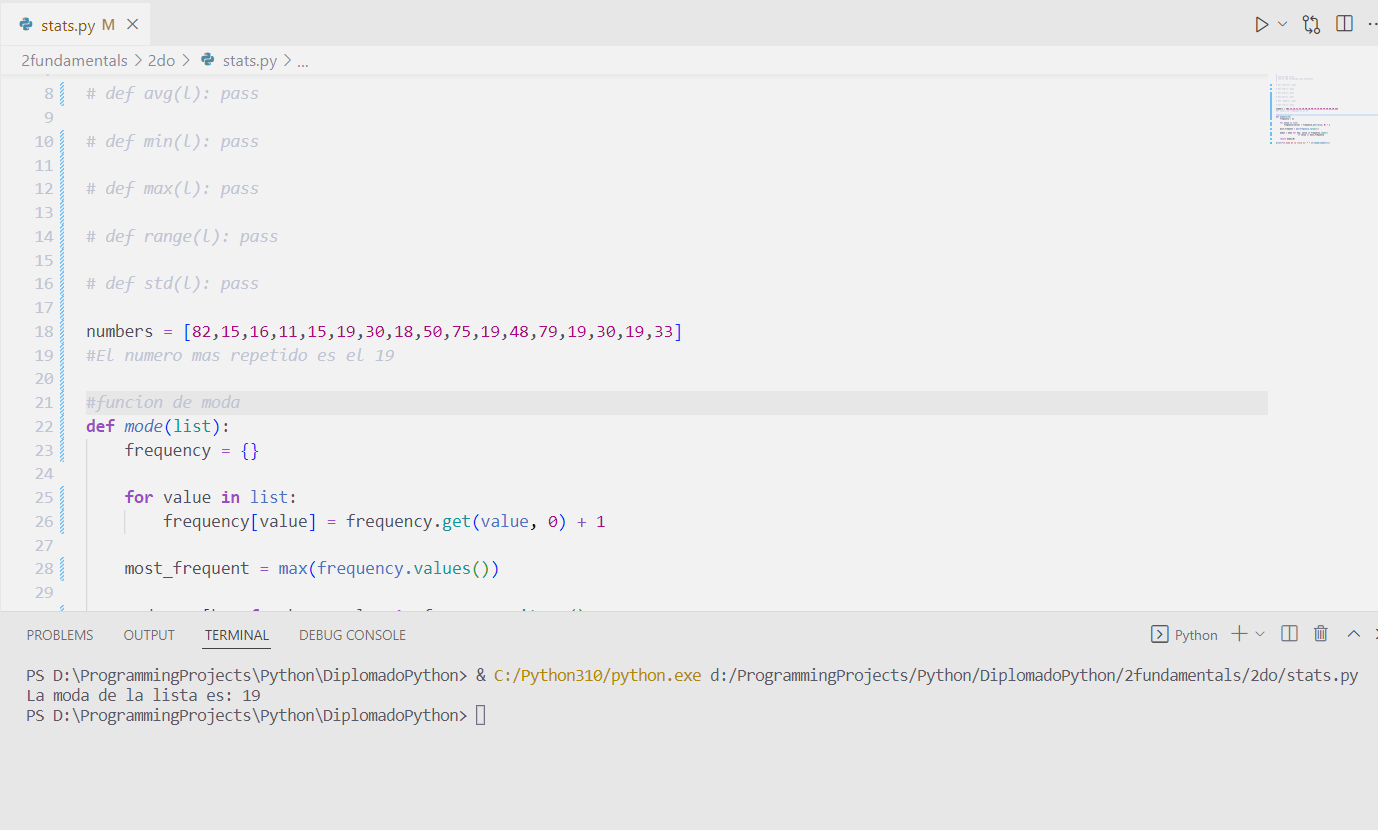 stats.py M
2fundamentals > 2do > stats.py > ...
8 # def avg(l): pass
9
10 # def min(l): pass
11
12 # def max(l): pass
13
14 # def range(l): pass
15
16 # def std(l): pass
17
18 numbers = [82,15,16,11,15,19,30,18,50,75,19,48,79,19,30,19,33]
19 #El numero mas repetido es el 19
20
21 #funcion de moda
22 def mode(list):
23 frequency = {}
24
25 for value in list:
26 frequency[value] = frequency.get(value, 0) + 1
27
28 most_frequent = max(frequency.values())
29
PROBLEMS OUTPUT TERMINAL DEBUG CONSOLE Python
PS D:\ProgrammingProjects\Python\DiplomadoPython> & C:/Python310/python.exe d:/ProgrammingProjects/Python/DiplomadoPython/2fundamentals/2do/stats.py
La moda de la lista es: 19
PS D:\ProgrammingProjects\Python\DiplomadoPython>